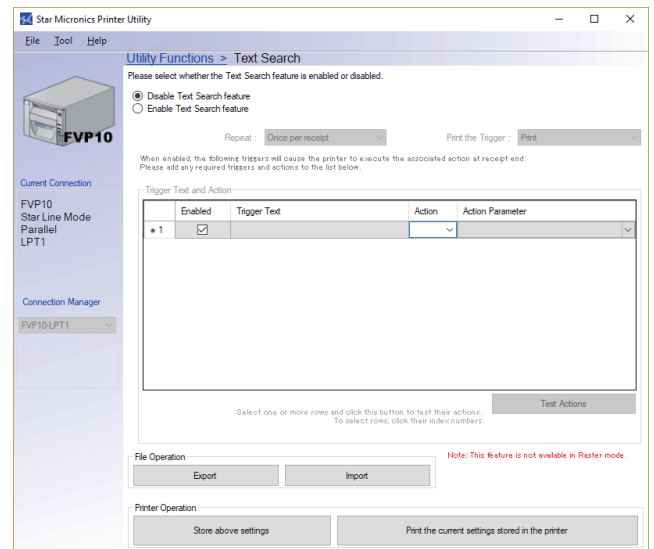 Star Micronics Printer Utility
File Tool Help
Utility Functions > Text Search
Please select whether the Text Search feature is enabled or disabled.
Disable Text Search feature
Enable Text Search feature
FVP10
Repeat : Once per receipt Print the Trigger : Print
When enabled, the following triggers will cause the printer to execute the associated action at receipt end.
Please add any required triggers and actions to the list below.
Current Connection
FVP10
Star Line Mode
Parallel
LPT1
Trigger Text and Action
Enabled Trigger Text Action Action Parameter
* 1
Connection Manager
FVP10-LPT1
Select one or more rows and click this button to test their actions.
To select rows, click their index numbers.
Test Actions
File Operation
Export Import
Note: This feature is not available in Raster mode.
Printer Operation
Store above settings Print the current settings stored in the printer